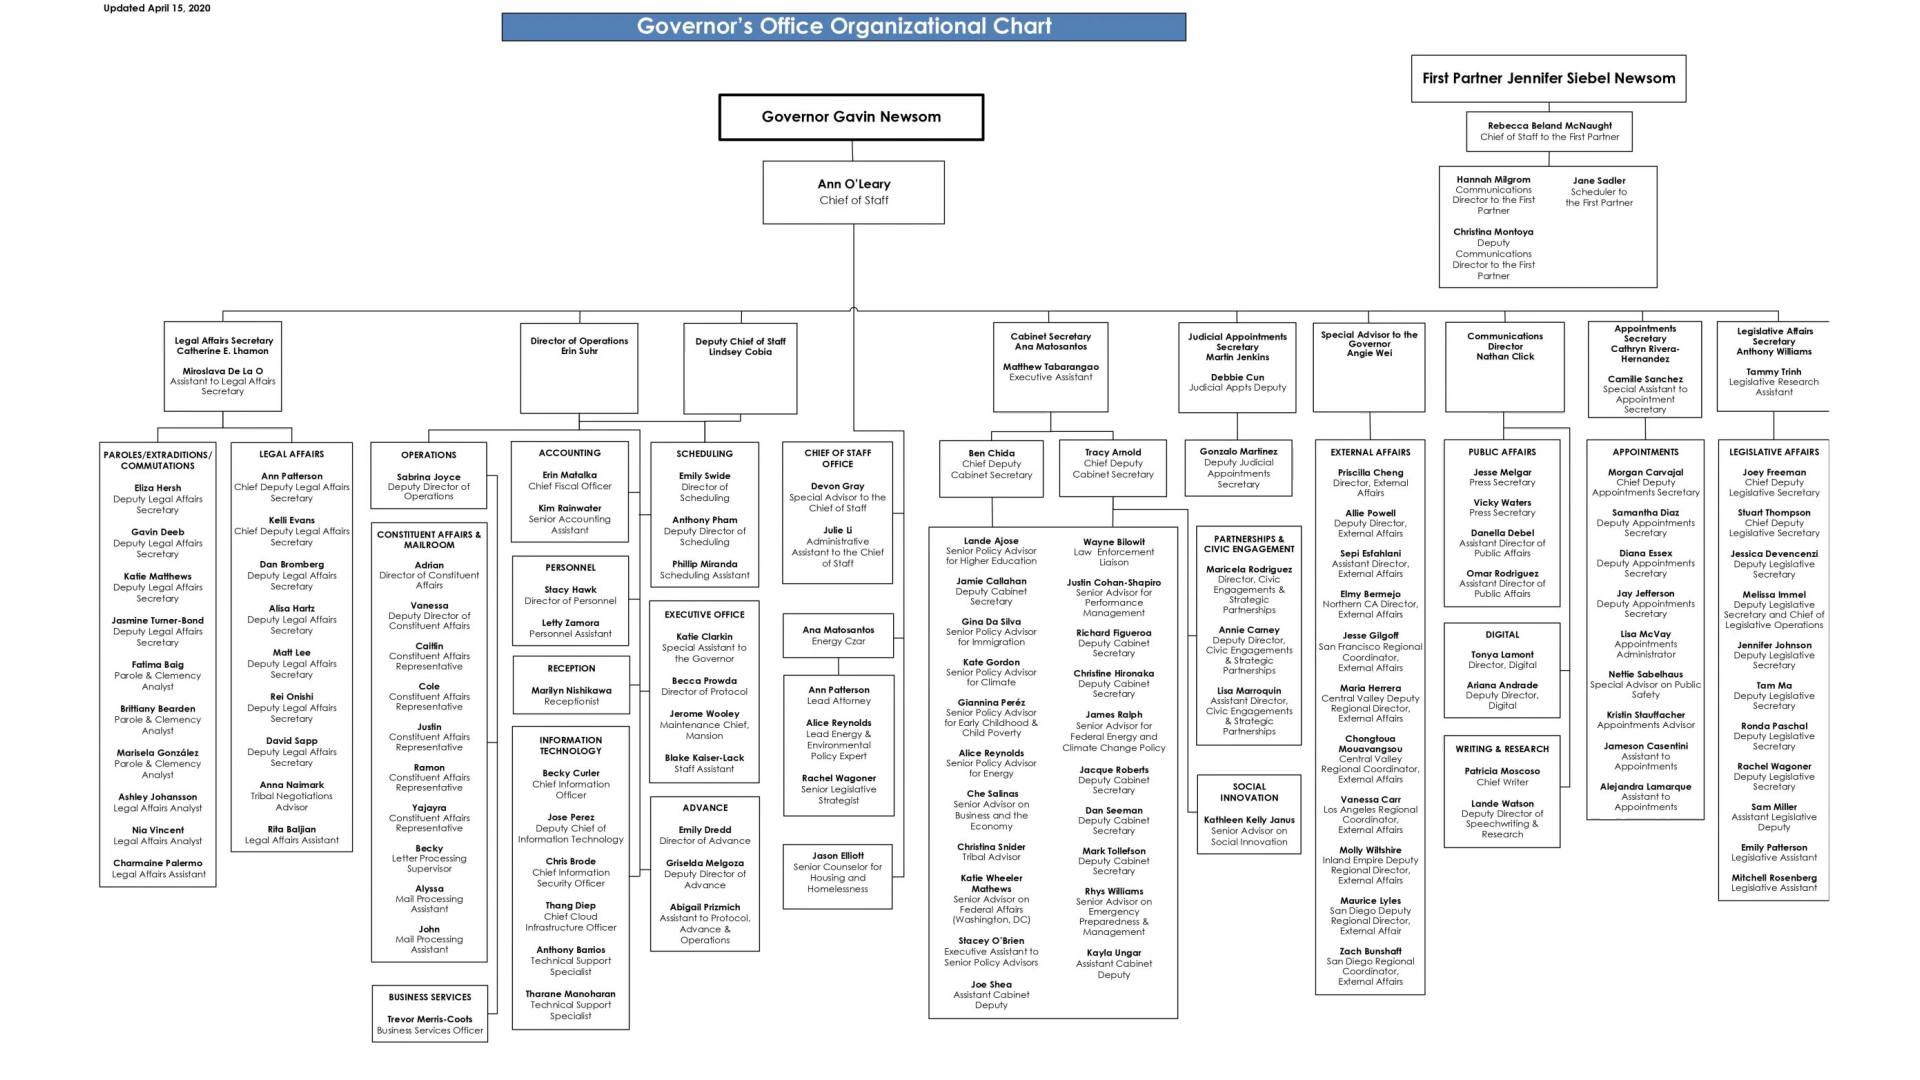 Updated April 15, 2020
Governor's Office Organizational Chart
First Partner Jennifer Siebel Newsom
Rebecca Beland McNaught
Chief of Staff to the First Partner
Hannah Milgrom
Communications
Director to the First
Partner
Christina Montoya
Deputy
Communications
Director to the First
Partner
Jane Sadler
Scheduler to
the First Partner
Governor Gavin Newsom
Ann O'Leary
Chief of Staff
Legal Affairs Secretary
Catherine E. Lhamon
Miroslava De La O
Assistant to Legal Affairs
Secretary
Director of Operations
Erin Suhr
Deputy Chief of Staff
Lindsey Cobia
Cabinet Secretary
Ana Matosantos
Matthew Tabarangao
Executive Assistant
Judicial Appointments
Secretary
Martin Jenkins
Debbie Cun
Judicial Appts Deputy
Special Advisor to the
Governor
Angie Wei
Communications
Director
Nathan Click
Appointments
Secretary
Cathryn Rivera-
Hernandez
Camille Sanchez
Special Assistant to
Appointment
Secretary
Legislative Affairs
Secretary
Anthony Williams
Tammy Trinh
Legislative Research
Assistant
PAROLES/EXTRADITIONS/
COMMUTATIONS
Eliza Hersh
Deputy Legal Affairs
Secretary
Gavin Deeb
Deputy Legal Affairs
Secretary
Katie Matthews
Deputy Legal Affairs
Secretary
Jasmine Turner-Bond
Deputy Legal Affairs
Secretary
Fatima Baig
Parole & Clemency
Analyst
Brittiany Bearden
Parole & Clemency
Analyst
Marisela González
Parole & Clemency
Analyst
Ashley Johansson
Legal Affairs Analyst
Nia Vincent
Legal Affairs Analyst
Charmaine Palermo
Legal Affairs Assistant
LEGAL AFFAIRS
Ann Patterson
Chief Deputy Legal Affairs
Secretary
Kelli Evans
Chief Deputy Legal Affairs
Secretary
Dan Bromberg
Deputy Legal Affairs
Secretary
Alisa Hartz
Deputy Legal Affairs
Secretary
Matt Lee
Deputy Legal Affairs
Secretary
Rei Onishi
Deputy Legal Affairs
Secretary
David Sapp
Deputy Legal Affairs
Secretary
Anna Naimark
Tribal Negotiations
Advisor
Rita Baljian
Legal Affairs Assistant
OPERATIONS
Sabrina Joyce
Deputy Director of
Operations
CONSTITUENT AFFAIRS &
MAILROOM
Adrian
Director of Constituent
Affairs
Vanessa
Deputy Director of
Constituent Affairs
Caitlin
Constituent Affairs
Representative
Cole
Constituent Affairs
Representative
Justin
Constituent Affairs
Representative
Ramon
Constituent Affairs
Representative
Yajayra
Constituent Affairs
Representative
Becky
Letter Processing
Supervisor
Alyssa
Mail Processing
Assistant
John
Mail Processing
Assistant
BUSINESS SERVICES
Trevor Merris-Coots
Business Services Officer
ACCOUNTING
Erin Matalka
Chief Fiscal Officer
Kim Rainwater
Senior Accounting
Assistant
PERSONNEL
Stacy Hawk
Director of Personnel
Letty Zamora
Personnel Assistant
RECEPTION
Marilyn Nishikawa
Receptionist
INFORMATION
TECHNOLOGY
Becky Curler
Chief Information
Officer
Jose Perez
Deputy Chief of
Information Technology
Chris Brode
Chief Information
Security Officer
Thang Diep
Chief Cloud
Infrastructure Officer
Anthony Barrios
Technical Support
Specialist
Tharane Manoharan
Technical Support
Specialist
SCHEDULING
Emily Swide
Director of
Scheduling
Anthony Pham
Deputy Director of
Scheduling
Phillip Miranda
Scheduling Assistant
EXECUTIVE OFFICE
Katie Clarkin
Special Assistant to
the Governor
Becca Prowda
Director of Protocol
Jerome Wooley
Maintenance Chief,
Mansion
Blake Kaiser-Lack
Staff Assistant
ADVANCE
Emily Dredd
Director of Advance
Griselda Melgoza
Deputy Director of
Advance
Abigail Prizmich
Assistant to Protocol,
Advance &
Operations
CHIEF OF STAFF
OFFICE
Devon Gray
Special Advisor to the
Chief of Staff
Julie Li
Administrative
Assistant to the Chief
of Staff
Ana Matosantos
Energy Czar
Ann Patterson
Lead Attorney
Alice Reynolds
Lead Energy &
Environmental
Policy Expert
Rachel Wagoner
Senior Legislative
Strategist
Jason Elliott
Senior Counselor for
Housing and
Homelessness
Ben Chida
Chief Deputy
Cabinet Secretary
Tracy Arnold
Chief Deputy
Cabinet Secretary
Lande Ajose
Senior Policy Advisor
for Higher Education
Jamie Callahan
Deputy Cabinet
Secretary
Gina Da Silva
Senior Policy Advisor
for Immigration
Kate Gordon
Senior Policy Advisor
for Climate
Giannina Peréz
Senior Policy Advisor
for Early Childhood &
Child Poverty
Alice Reynolds
Senior Policy Advisor
for Energy
Che Salinas
Senior Advisor on
Business and the
Economy
Christina Snider
Tribal Advisor
Katie Wheeler
Mathews
Senior Advisor on
Federal Affairs
(Washington, DC)
Stacey O'Brien
Executive Assistant to
Senior Policy Advisors
Joe Shea
Assistant Cabinet
Deputy
Wayne Bilowit
Law Enforcement
Liaison
Justin Cohan-Shapiro
Senior Advisor for
Performance
Management
Richard Figueroa
Deputy Cabinet
Secretary
Christine Hironaka
Deputy Cabinet
Secretary
James Ralph
Senior Advisor for
Federal Energy and
Climate Change Policy
Jacque Roberts
Deputy Cabinet
Secretary
Dan Seeman
Deputy Cabinet
Secretary
Mark Tollefson
Deputy Cabinet
Secretary
Rhys Williams
Senior Advisor on
Emergency
Preparedness &
Management
Kayla Ungar
Assistant Cabinet
Deputy
Gonzalo Martinez
Deputy Judicial
Appointments
Secretary
PARTNERSHIPS &
CIVIC ENGAGEMENT
Maricela Rodriguez
Director, Civic
Engagements &
Strategic
Partnerships
Annie Carney
Deputy Director,
Civic Engagements
& Strategic
Partnerships
Lisa Marroquin
Assistant Director,
Civic Engagements
& Strategic
Partnerships
SOCIAL
INNOVATION
Kathleen Kelly Janus
Senior Advisor on
Social Innovation
EXTERNAL AFFAIRS
Priscilla Cheng
Director, External
Affairs
Allie Powell
Deputy Director,
External Affairs
Sepi Esfahlani
Assistant Director,
External Affairs
Elmy Bermejo
Northern CA Director,
External Affairs
Jesse Gilgoff
San Francisco Regional
Coordinator,
External Affairs
Maria Herrera
Central Valley Deputy
Regional Director,
External Affairs
Chongtoua
Mouavangsou
Central Valley
Regional Coordinator,
External Affairs
Vanessa Carr
Los Angeles Regional
Coordinator,
External Affairs
Molly Wiltshire
Inland Empire Deputy
Regional Director,
External Affairs
Maurice Lyles
San Diego Deputy
Regional Director,
External Affair
Zach Bunshaft
San Diego Regional
Coordinator,
External Affairs
PUBLIC AFFAIRS
Jesse Melgar
Press Secretary
Vicky Waters
Press Secretary
Danella Debel
Assistant Director of
Public Affairs
Omar Rodriguez
Assistant Director of
Public Affairs
DIGITAL
Tonya Lamont
Director, Digital
Ariana Andrade
Deputy Director,
Digital
WRITING & RESEARCH
Patricia Moscoso
Chief Writer
Lande Watson
Deputy Director of
Speechwriting &
Research
APPOINTMENTS
Morgan Carvajal
Chief Deputy
Appointments Secretary
Samantha Diaz
Deputy Appointments
Secretary
Diana Essex
Deputy Appointments
Secretary
Jay Jefferson
Deputy Appointments
Secretary
Lisa McVay
Appointments
Administrator
Nettie Sabelhaus
Special Advisor on Public
Safety
Kristin Stauffacher
Appointments Advisor
Jameson Casentini
Assistant to
Appointments
Alejandra Lamarque
Assistant to
Appointments
LEGISLATIVE AFFAIRS
Joey Freeman
Chief Deputy
Legislative Secretary
Stuart Thompson
Chief Deputy
Legislative Secretary
Jessica Devencenzi
Deputy Legislative
Secretary
Melissa Immel
Deputy Legislative
Secretary and Chief of
Legislative Operations
Jennifer Johnson
Deputy Legislative
Secretary
Tam Ma
Deputy Legislative
Secretary
Ronda Paschal
Deputy Legislative
Secretary
Rachel Wagoner
Deputy Legislative
Secretary
Sam Miller
Assistant Legislative
Deputy
Emily Patterson
Legislative Assistant
Mitchell Rosenberg
Legislative Assistant